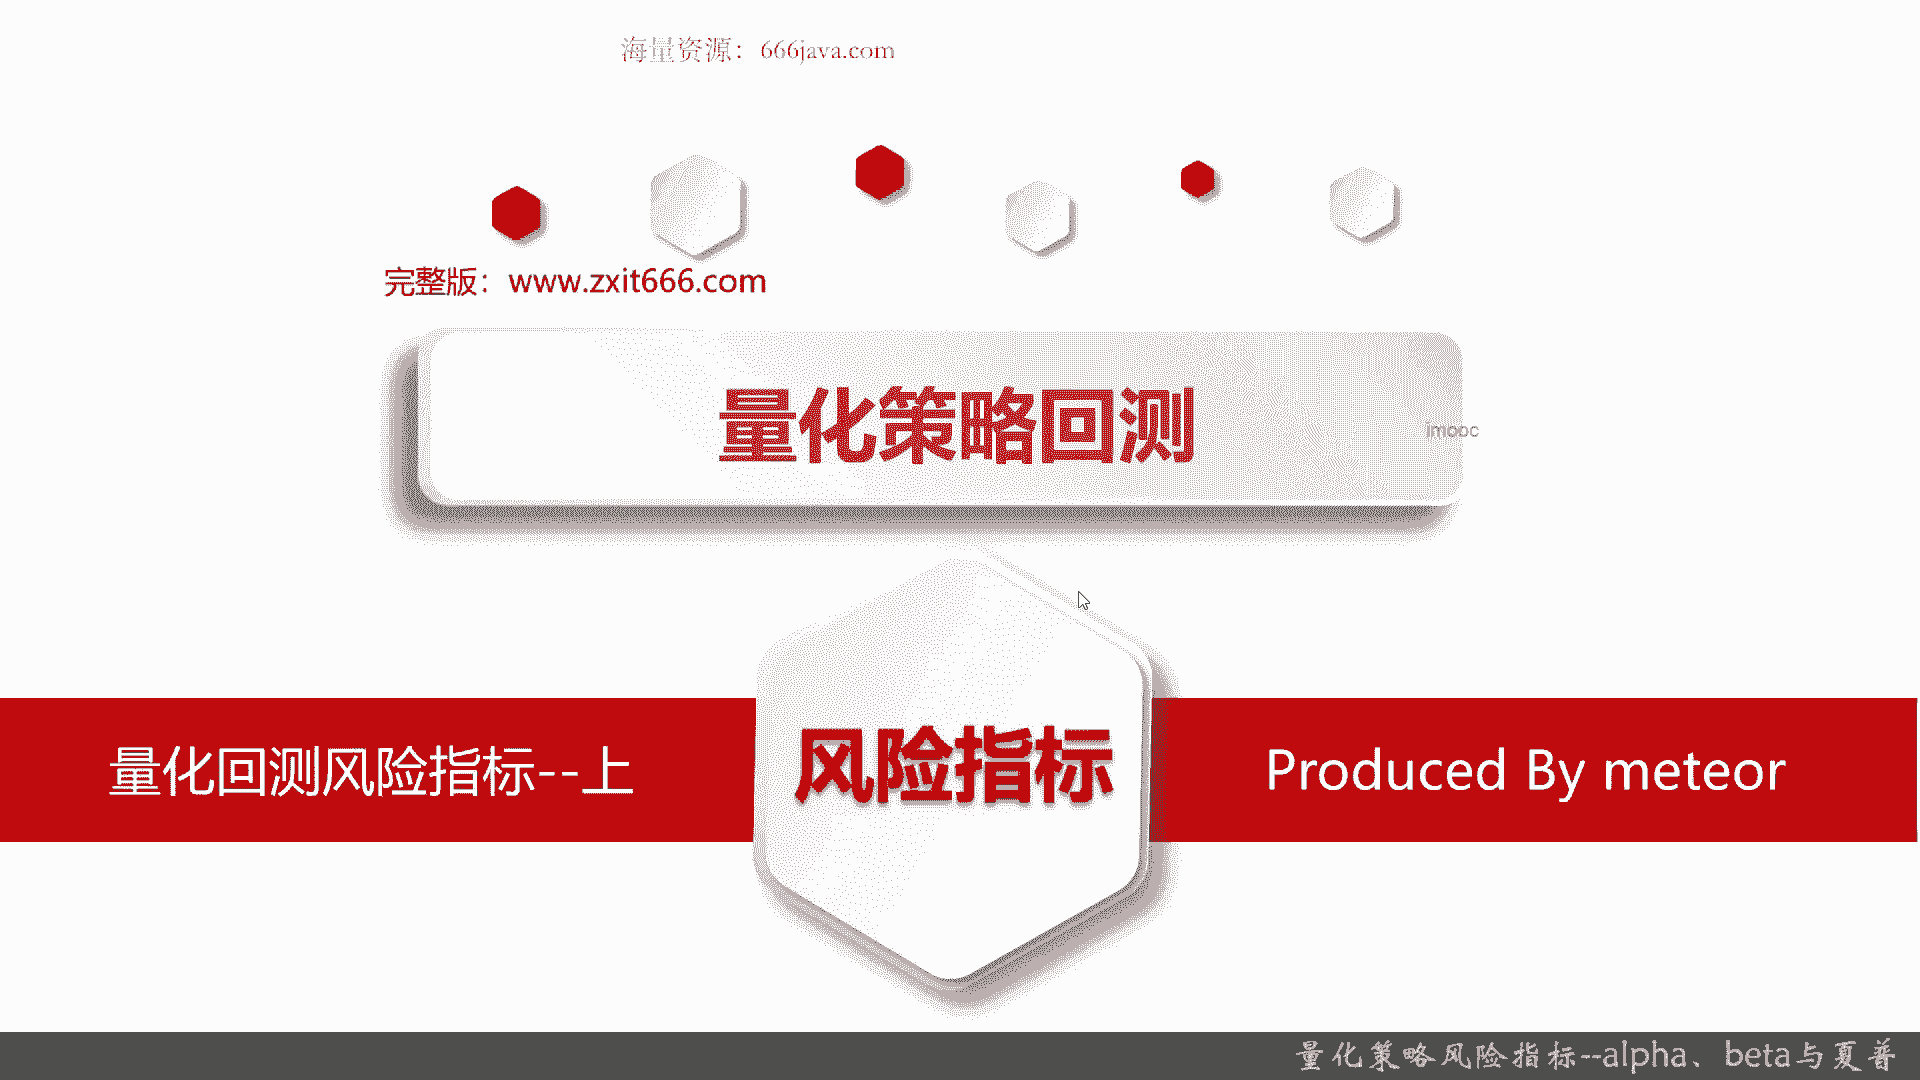 海量资源：666java.com
完整版：www.zxit666.com
量化策略回测
imooc
风险指标
量化回测风险指标--上
Produced By meteor
量化策略风险指标--alpha、beta与夏普